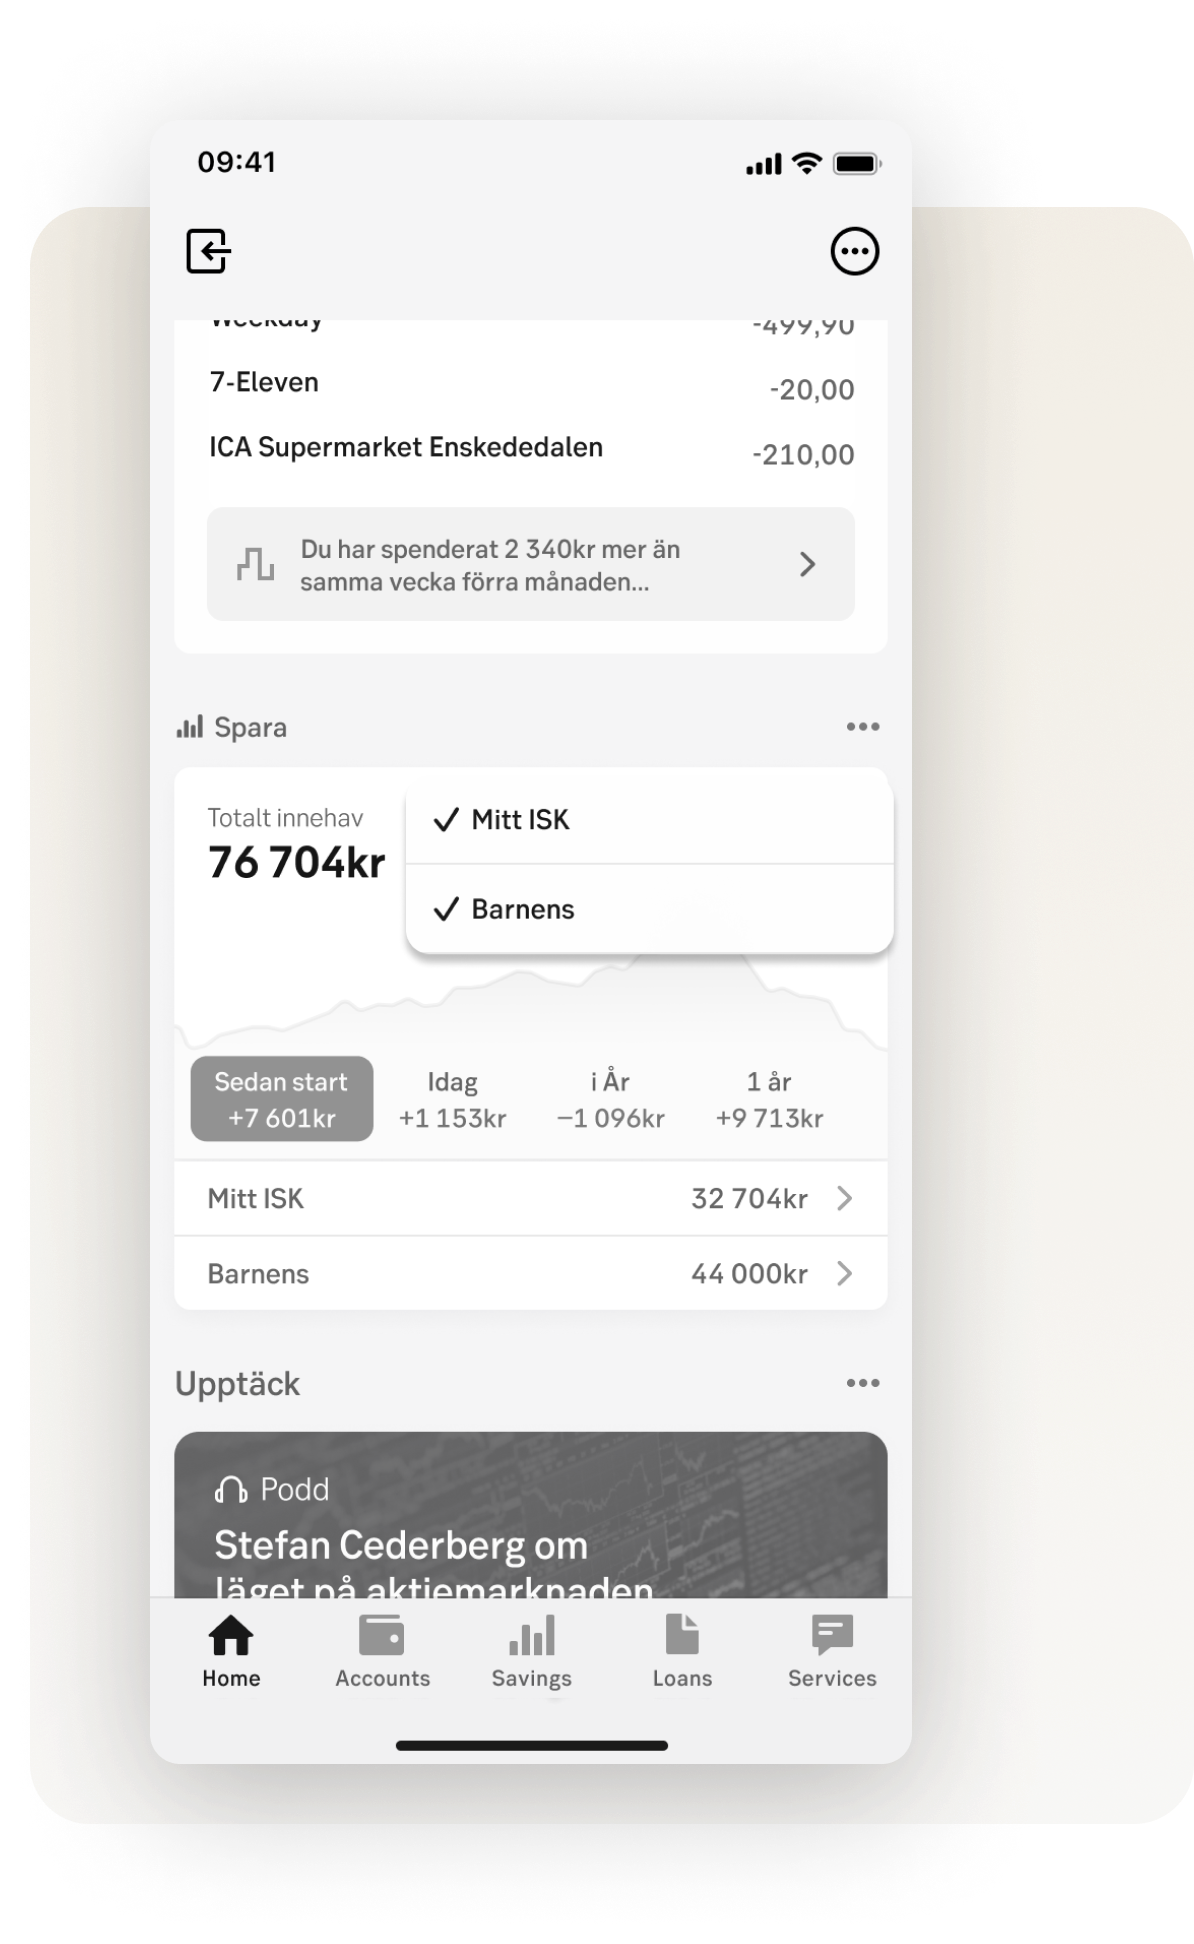 09:41
Weekday -499,90
7-Eleven -20,00
ICA Supermarket Enskededalen -210,00
Du har spenderat 2 340kr mer än
samma vecka förra månaden...
Spara
Totalt innehav
76 704kr
Mitt ISK
Barnens
Sedan start Idag i År 1 år
+7 601kr +1 153kr −1 096kr +9 713kr
Mitt ISK 32 704kr
Barnens 44 000kr
Upptäck
Podd
Stefan Cederberg om
läget på aktiemarknaden
Home Accounts Savings Loans Services